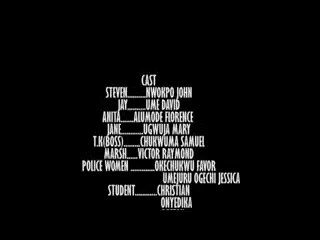 CAST
STEVEN.........NWOKPO JOHN
JAY.........UME DAVID
ANITA.......ALUMODE FLORENCE
JANE..........UGWUJA MARY
T.K(BOSS)........CHUKWUMA SAMUEL
MARSH.....VICTOR RAYMOND
POLICE WOMEN ............OKECHUKWU FAVOR
UMEJURU OGECHI JESSICA
STUDENT...........CHRISTIAN
ONYEDIKA